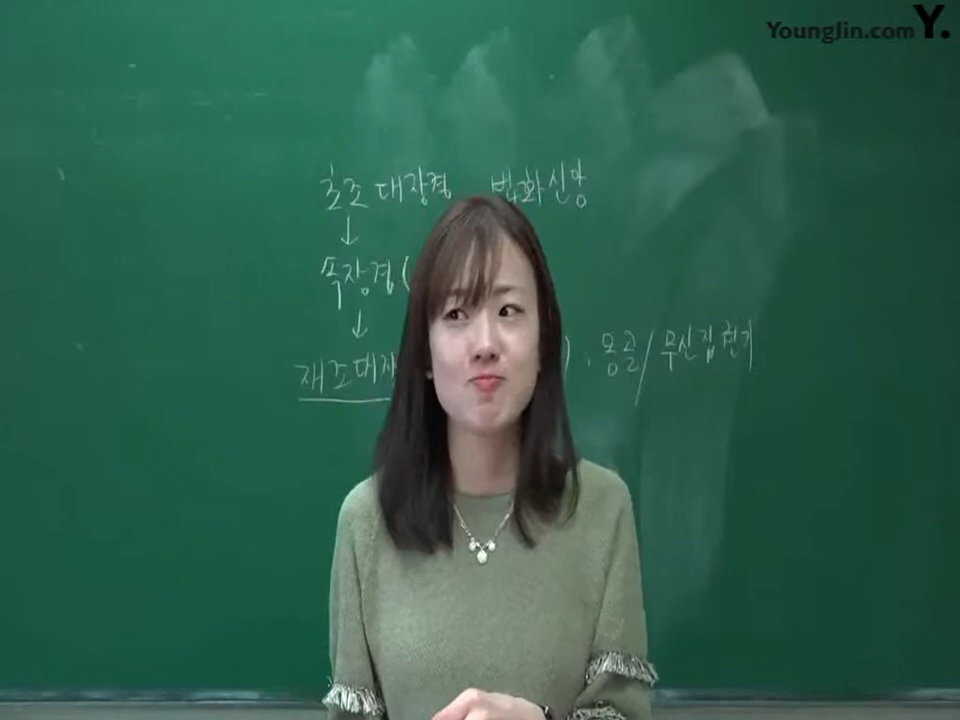 YoungJin.com Y.
초조 대장경 법화신앙
↓
속장경(
↓
재조대장 ) . 몽골/무신집권기